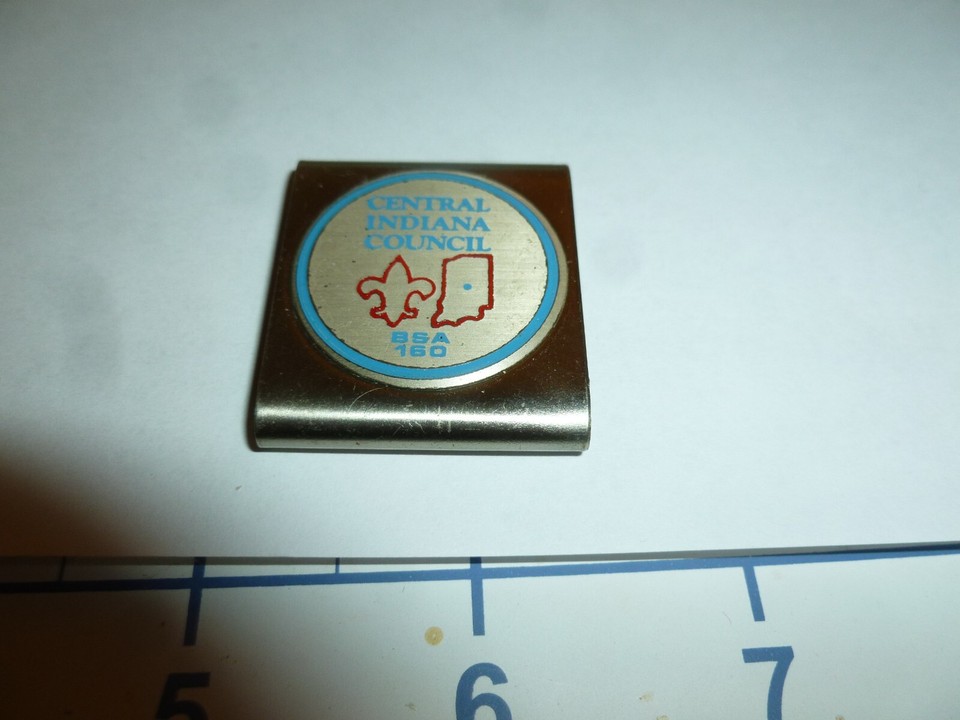 CENTRAL
INDIANA
COUNCIL
BSA
160
5 6 7